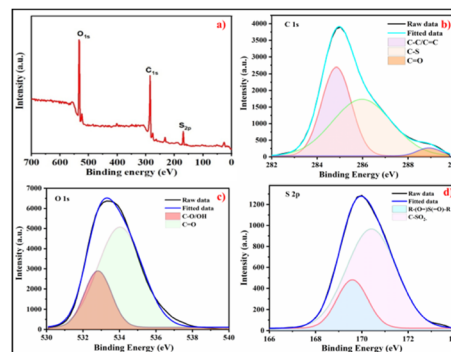 a)
O1s
C1s
S2p
Intensity (a.u.)
700 600 500 400 300 200 100 0
Binding energy (eV)
b)
C 1s
Raw data
Fitted data
C-C/C=C
C-S
C=O
4000
3500
3000
2500
2000
1500
1000
500
0
Intensity (a.u.)
282 284 286 288
Binding Energy (eV)
c)
O 1s
Raw data
Fitted data
C-O/OH
C=O
7000
6000
5000
4000
3000
2000
1000
0
Intensity (a.u.)
530 532 534 536 538 540
Binding Energy (eV)
d)
S 2p
Raw data
Fitted data
R-(O=)S(=O)-R
1200
1000
800
600
400
200
0
Intensity (a.u.)
166 168 170 172
Binding Energy (eV)